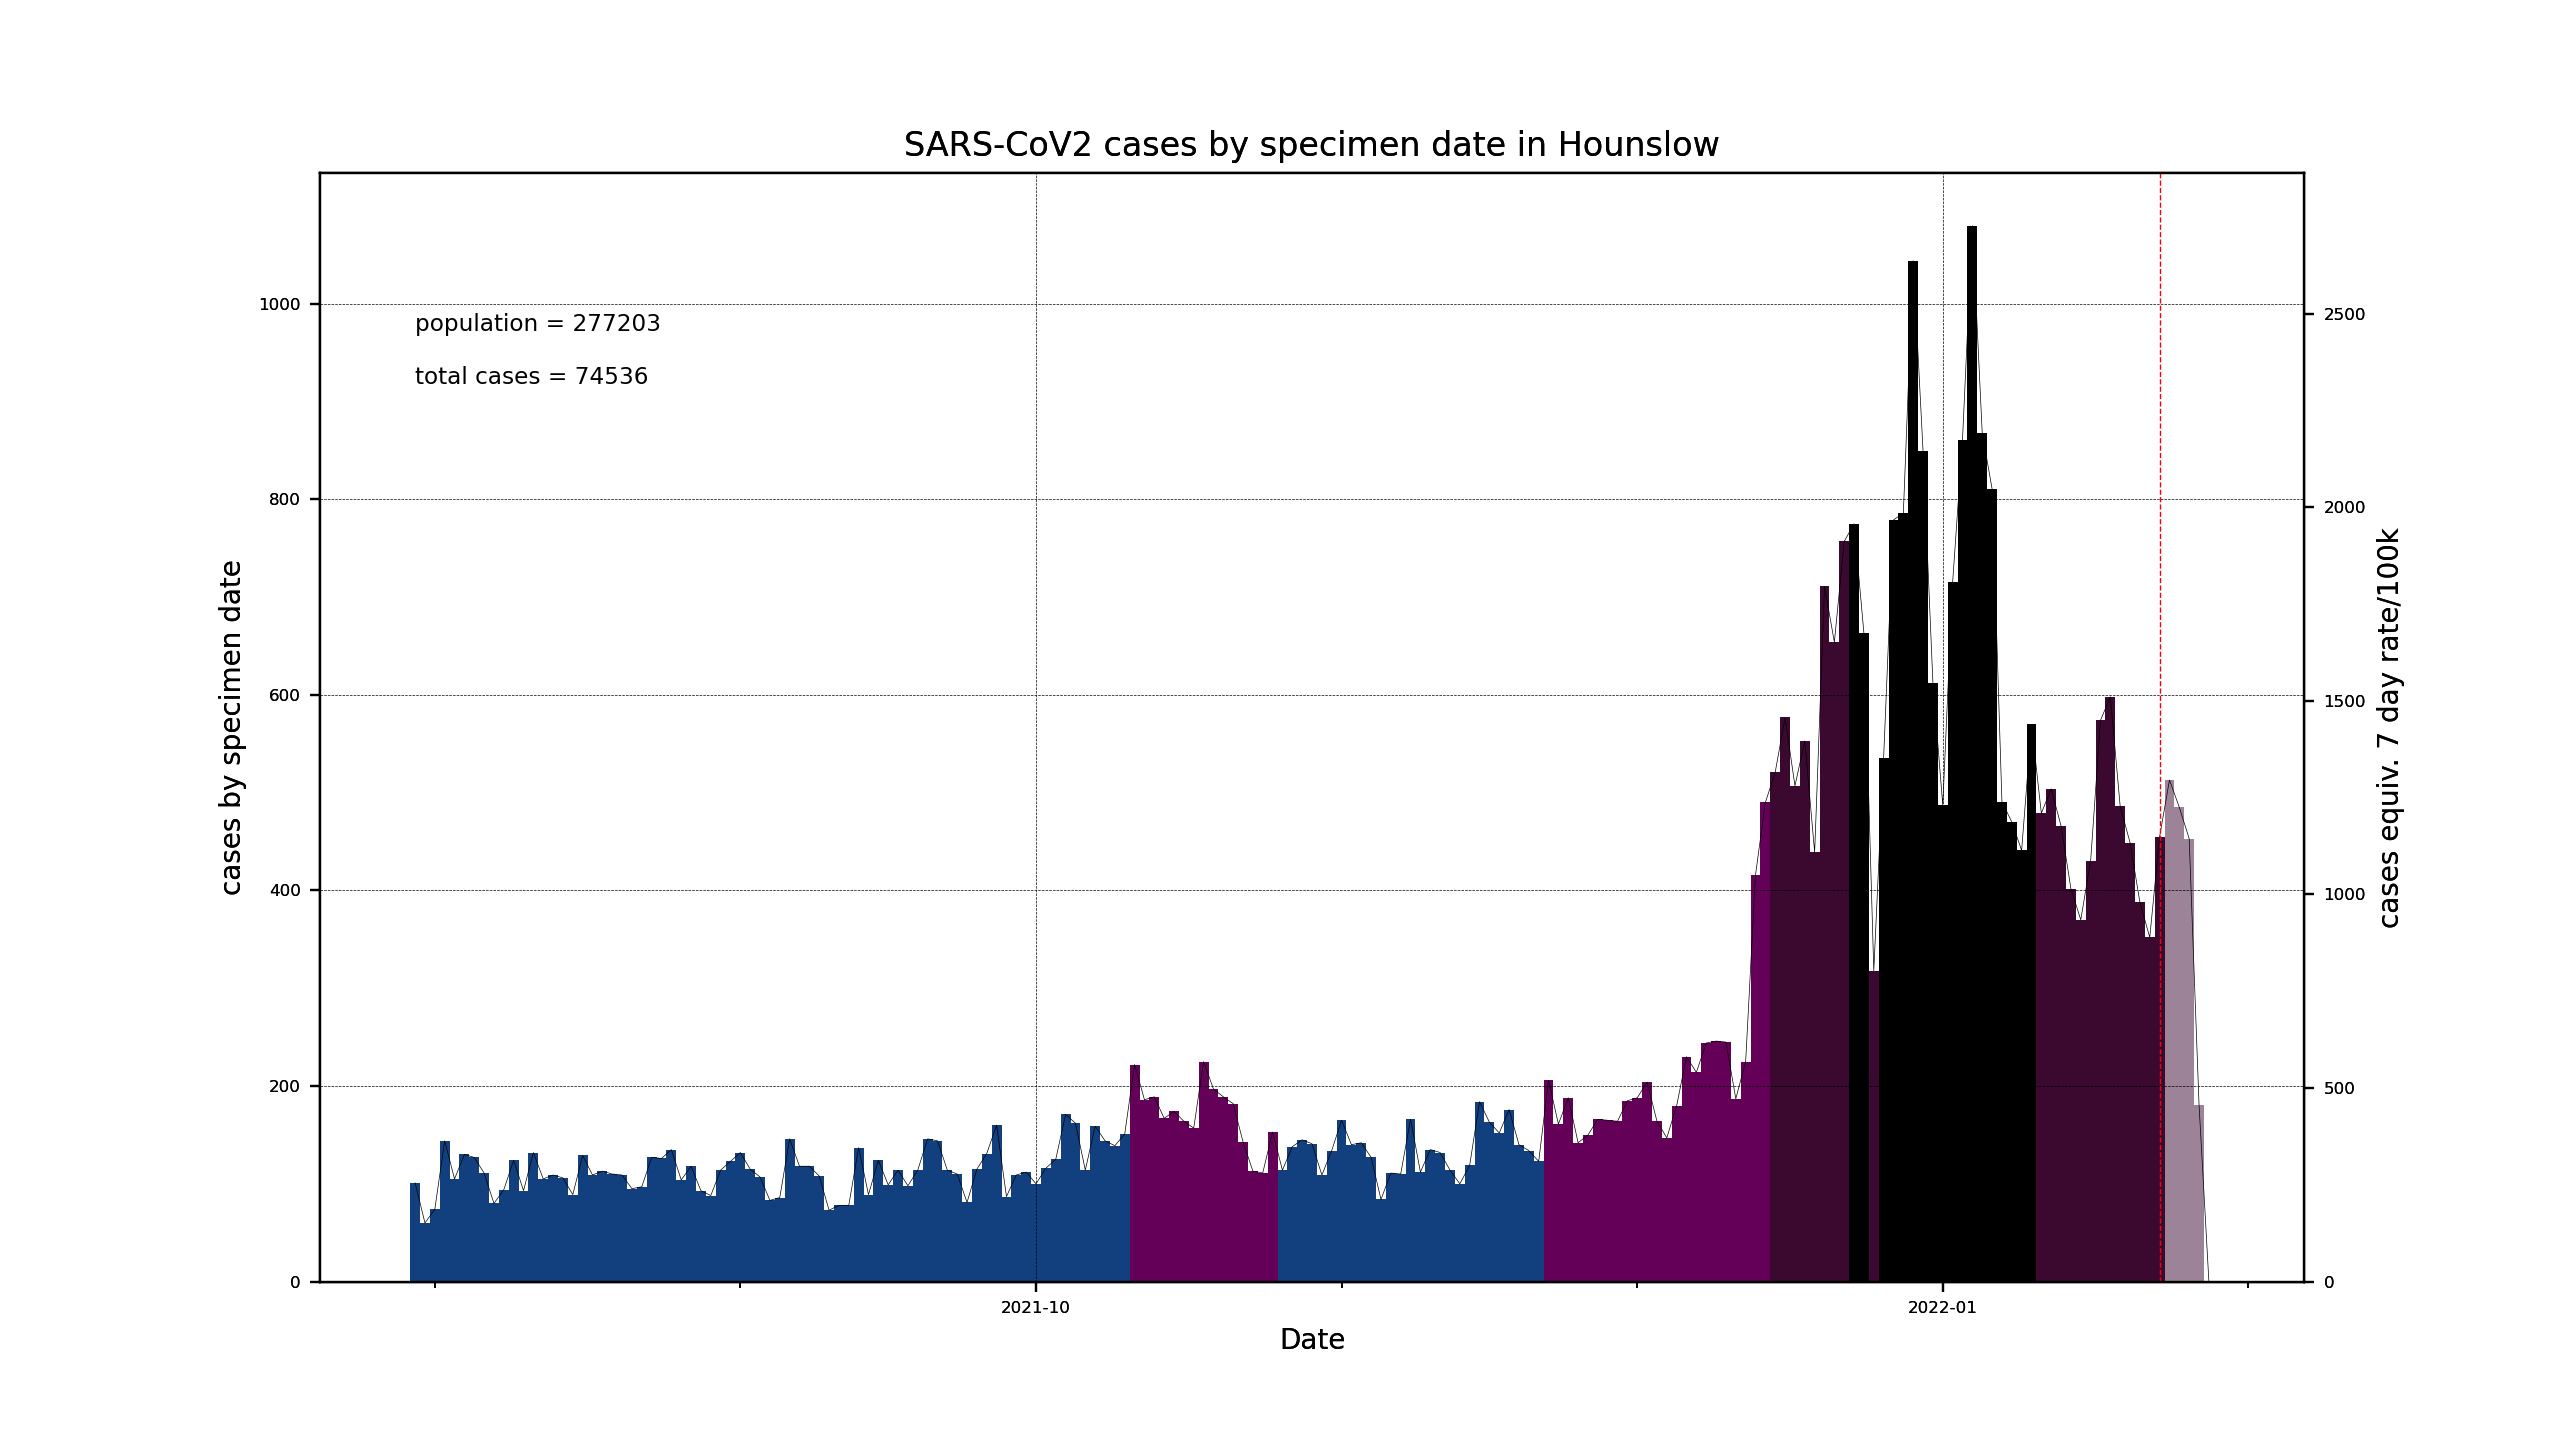 SARS-CoV2 cases by specimen date in Hounslow
population = 277203
total cases = 74536
cases by specimen date
1000
800
600
400
200
0
2500
2000
1500
1000
500
0
cases equiv. 7 day rate/100k
2021-10
2022-01
Date